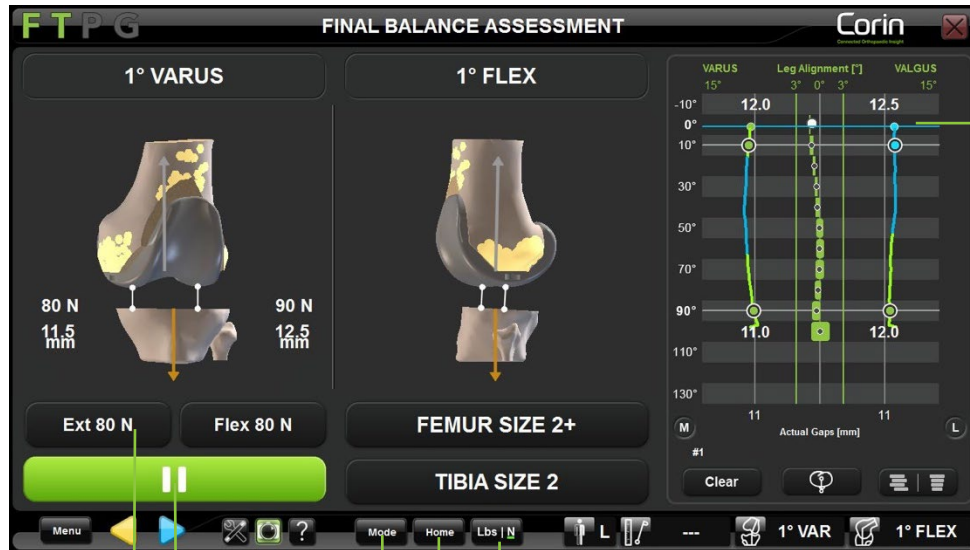 FTPG
FINAL BALANCE ASSESSMENT
Corin
Connected Orthopaedic Insight
1° VARUS
1° FLEX
80 N
11.5
mm
90 N
12.5
mm
Ext 80 N
Flex 80 N
FEMUR SIZE 2+
TIBIA SIZE 2
VARUS Leg Alignment [°] VALGUS
15° 3° 0° 3° 15°
-10° 12.0 12.5
0°
10°
30°
50°
70°
90°
11.0 12.0
110°
130°
11 11
M Actual Gaps [mm] L
#1
Clear
Menu ? Mode Home Lbs | N L --- 1° VAR 1° FLEX